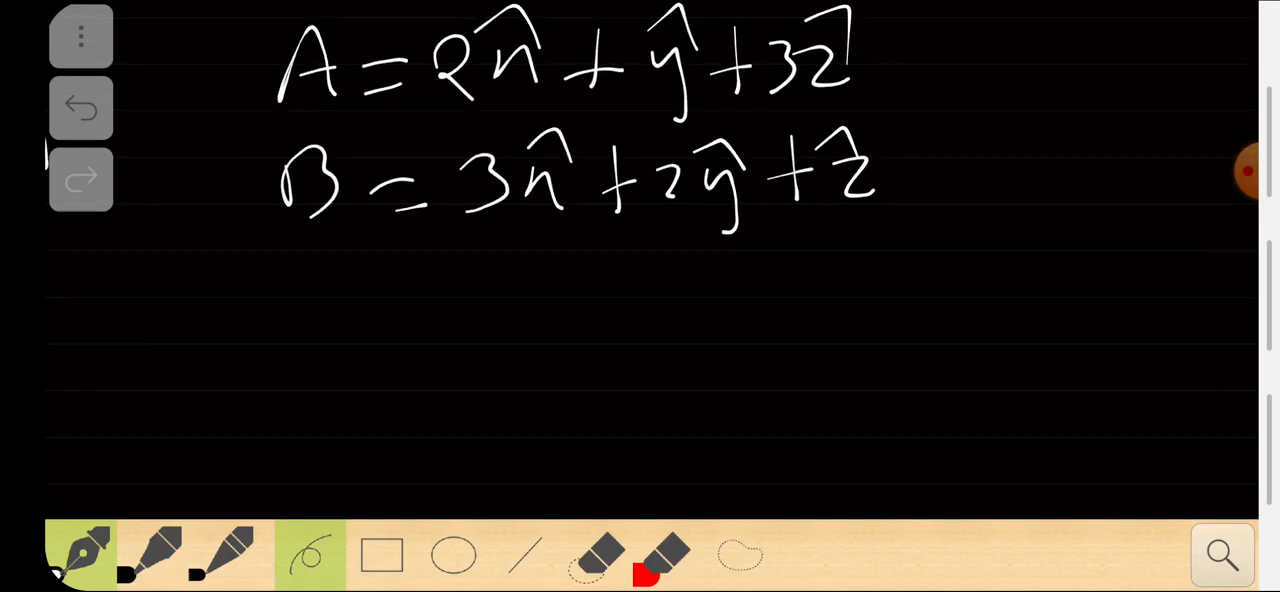 A = 2x̂ + ŷ + 3ẑ
B = 3x̂ + 2ŷ + ẑ